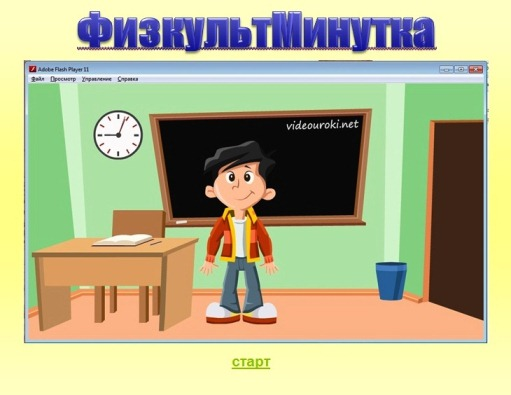 ФизкультМинутка
Adobe Flash Player 11
Файл Просмотр Управление Справка
videouroki.net
старт